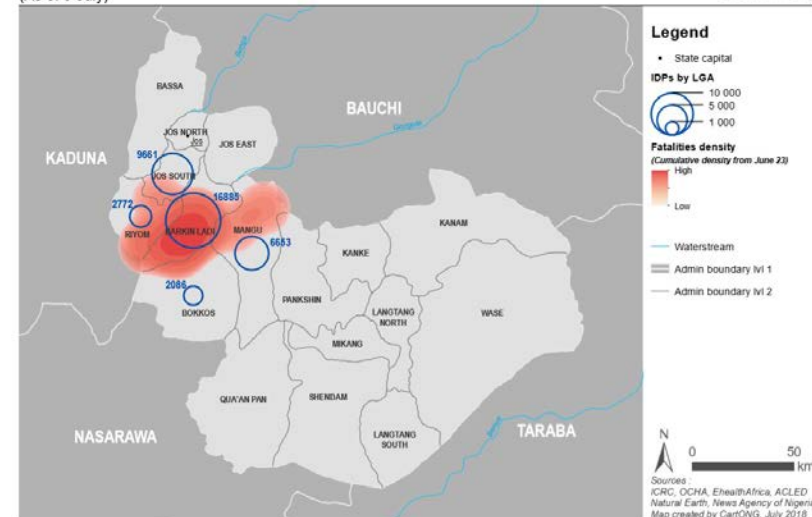 BASSA
BAUCHI
JOS NORTH
JOS
JOS EAST
KADUNA
9661
JOS SOUTH
16885
2772
KANAM
RIYOM
BARKIN LADI
MANGU
6653
KANKE
2086
PANKSHIN
BOKKOS
LANGTANG
NORTH
WASE
MIKANG
QUA'AN PAN
SHENDAM
NASARAWA
LANGTANG
SOUTH
TARABA
Legend
State capital
IDPs by LGA
10 000
5 000
1 000
Fatalities density
(Cumulative density from June 23)
High
Low
Waterstream
Admin boundary lvl 1
Admin boundary lvl 2
N
0 50
km
Sources :
ICRC, OCHA, EhealthAfrica, ACLED
Natural Earth, News Agency of Nigeria
Map created by CartONG, July 2018